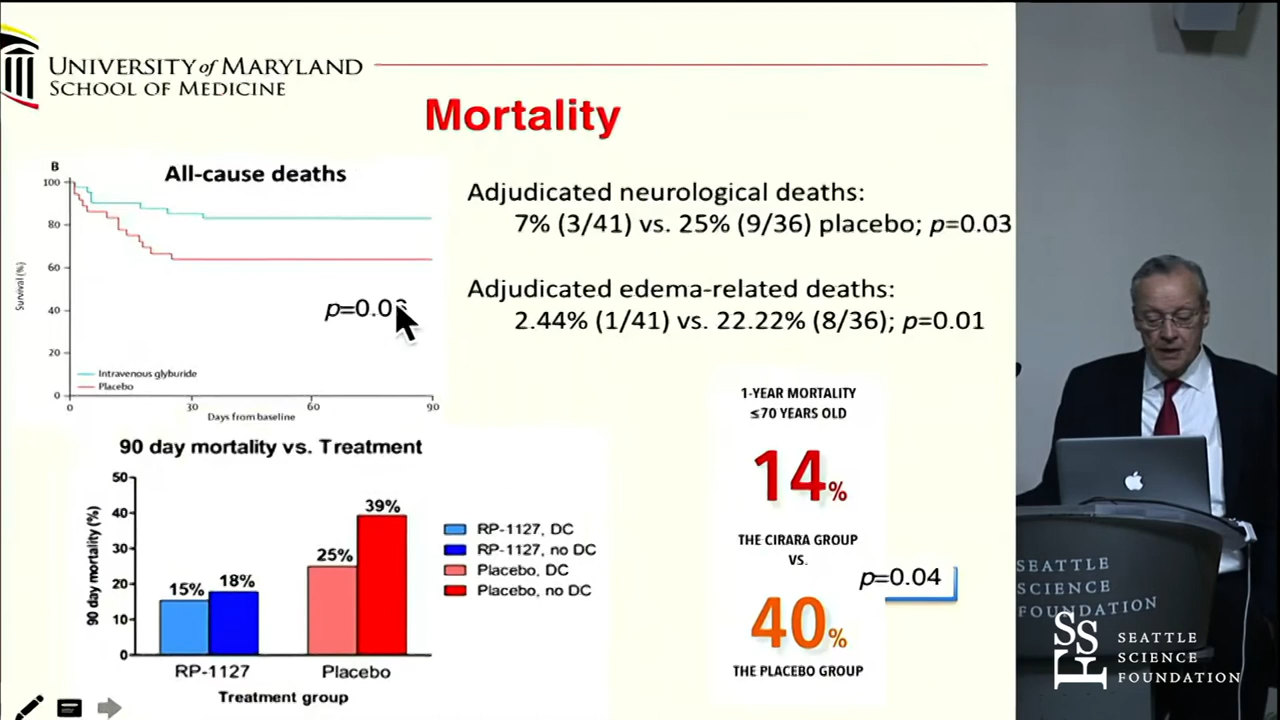 UNIVERSITY of MARYLAND
SCHOOL OF MEDICINE
Mortality
B
All-cause deaths
100
80
60
40
20
0
Survival (%)
p=0.0
Intravenous glyburide
Placebo
0
30
60
90
Days from baseline
Adjudicated neurological deaths:
7% (3/41) vs. 25% (9/36) placebo; p=0.03
Adjudicated edema-related deaths:
2.44% (1/41) vs. 22.22% (8/36); p=0.01
90 day mortality vs. Treatment
50
40
30
20
10
0
90 day mortality (%)
15%
18%
25%
39%
RP-1127
Placebo
Treatment group
RP-1127, DC
RP-1127, no DC
Placebo, DC
Placebo, no DC
1-YEAR MORTALITY
≤70 YEARS OLD
14%
THE CIRARA GROUP
VS.
p=0.04
40%
THE PLACEBO GROUP
SEATTLE
SCIENCE
FOUNDATION
SSF
SEATTLE
SCIENCE
FOUNDATION